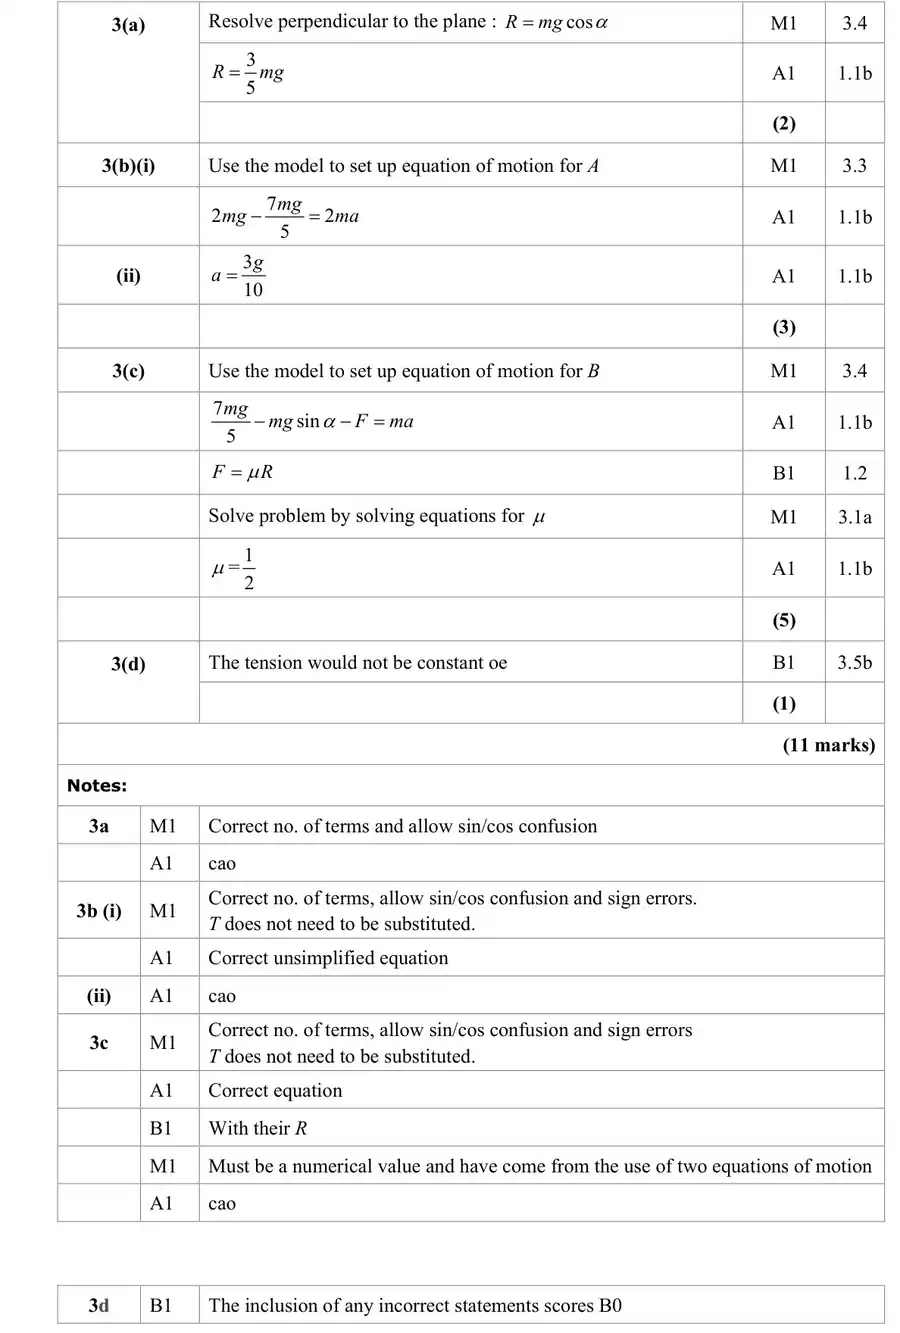 3(a) Resolve perpendicular to the plane : R = mg cos α M1 3.4
R = 3/5 mg A1 1.1b
(2)
3(b)(i) Use the model to set up equation of motion for A M1 3.3
2mg − 7mg/5 = 2ma A1 1.1b
(ii) a = 3g/10 A1 1.1b
(3)
3(c) Use the model to set up equation of motion for B M1 3.4
7mg/5 − mg sin α − F = ma A1 1.1b
F = μR B1 1.2
Solve problem by solving equations for μ M1 3.1a
μ = 1/2 A1 1.1b
(5)
3(d) The tension would not be constant oe B1 3.5b
(1)
(11 marks)
Notes:
3a M1 Correct no. of terms and allow sin/cos confusion
A1 cao
3b (i) M1 Correct no. of terms, allow sin/cos confusion and sign errors.
T does not need to be substituted.
A1 Correct unsimplified equation
(ii) A1 cao
3c M1 Correct no. of terms, allow sin/cos confusion and sign errors
T does not need to be substituted.
A1 Correct equation
B1 With their R
M1 Must be a numerical value and have come from the use of two equations of motion
A1 cao
3d B1 The inclusion of any incorrect statements scores B0